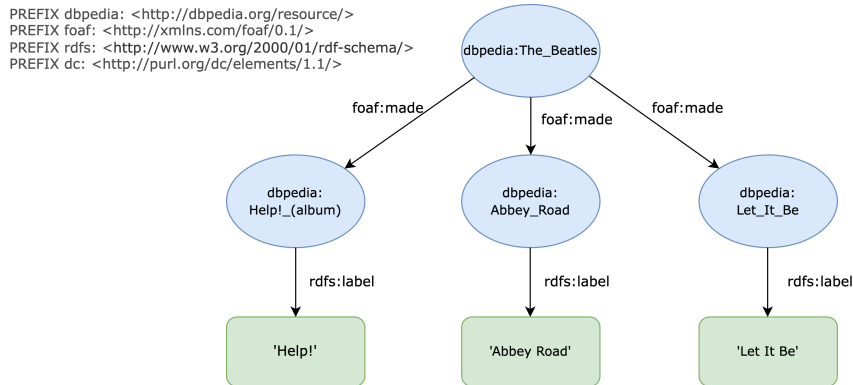 PREFIX dbpedia: <http://dbpedia.org/resource/>
PREFIX foaf: <http://xmlns.com/foaf/0.1/>
PREFIX rdfs: <http://www.w3.org/2000/01/rdf-schema/>
PREFIX dc: <http://purl.org/dc/elements/1.1/>
dbpedia:The_Beatles
foaf:made
foaf:made
foaf:made
dbpedia:
Help!_(album)
dbpedia:
Abbey_Road
dbpedia:
Let_It_Be
rdfs:label
rdfs:label
rdfs:label
'Help!'
'Abbey Road'
'Let It Be'